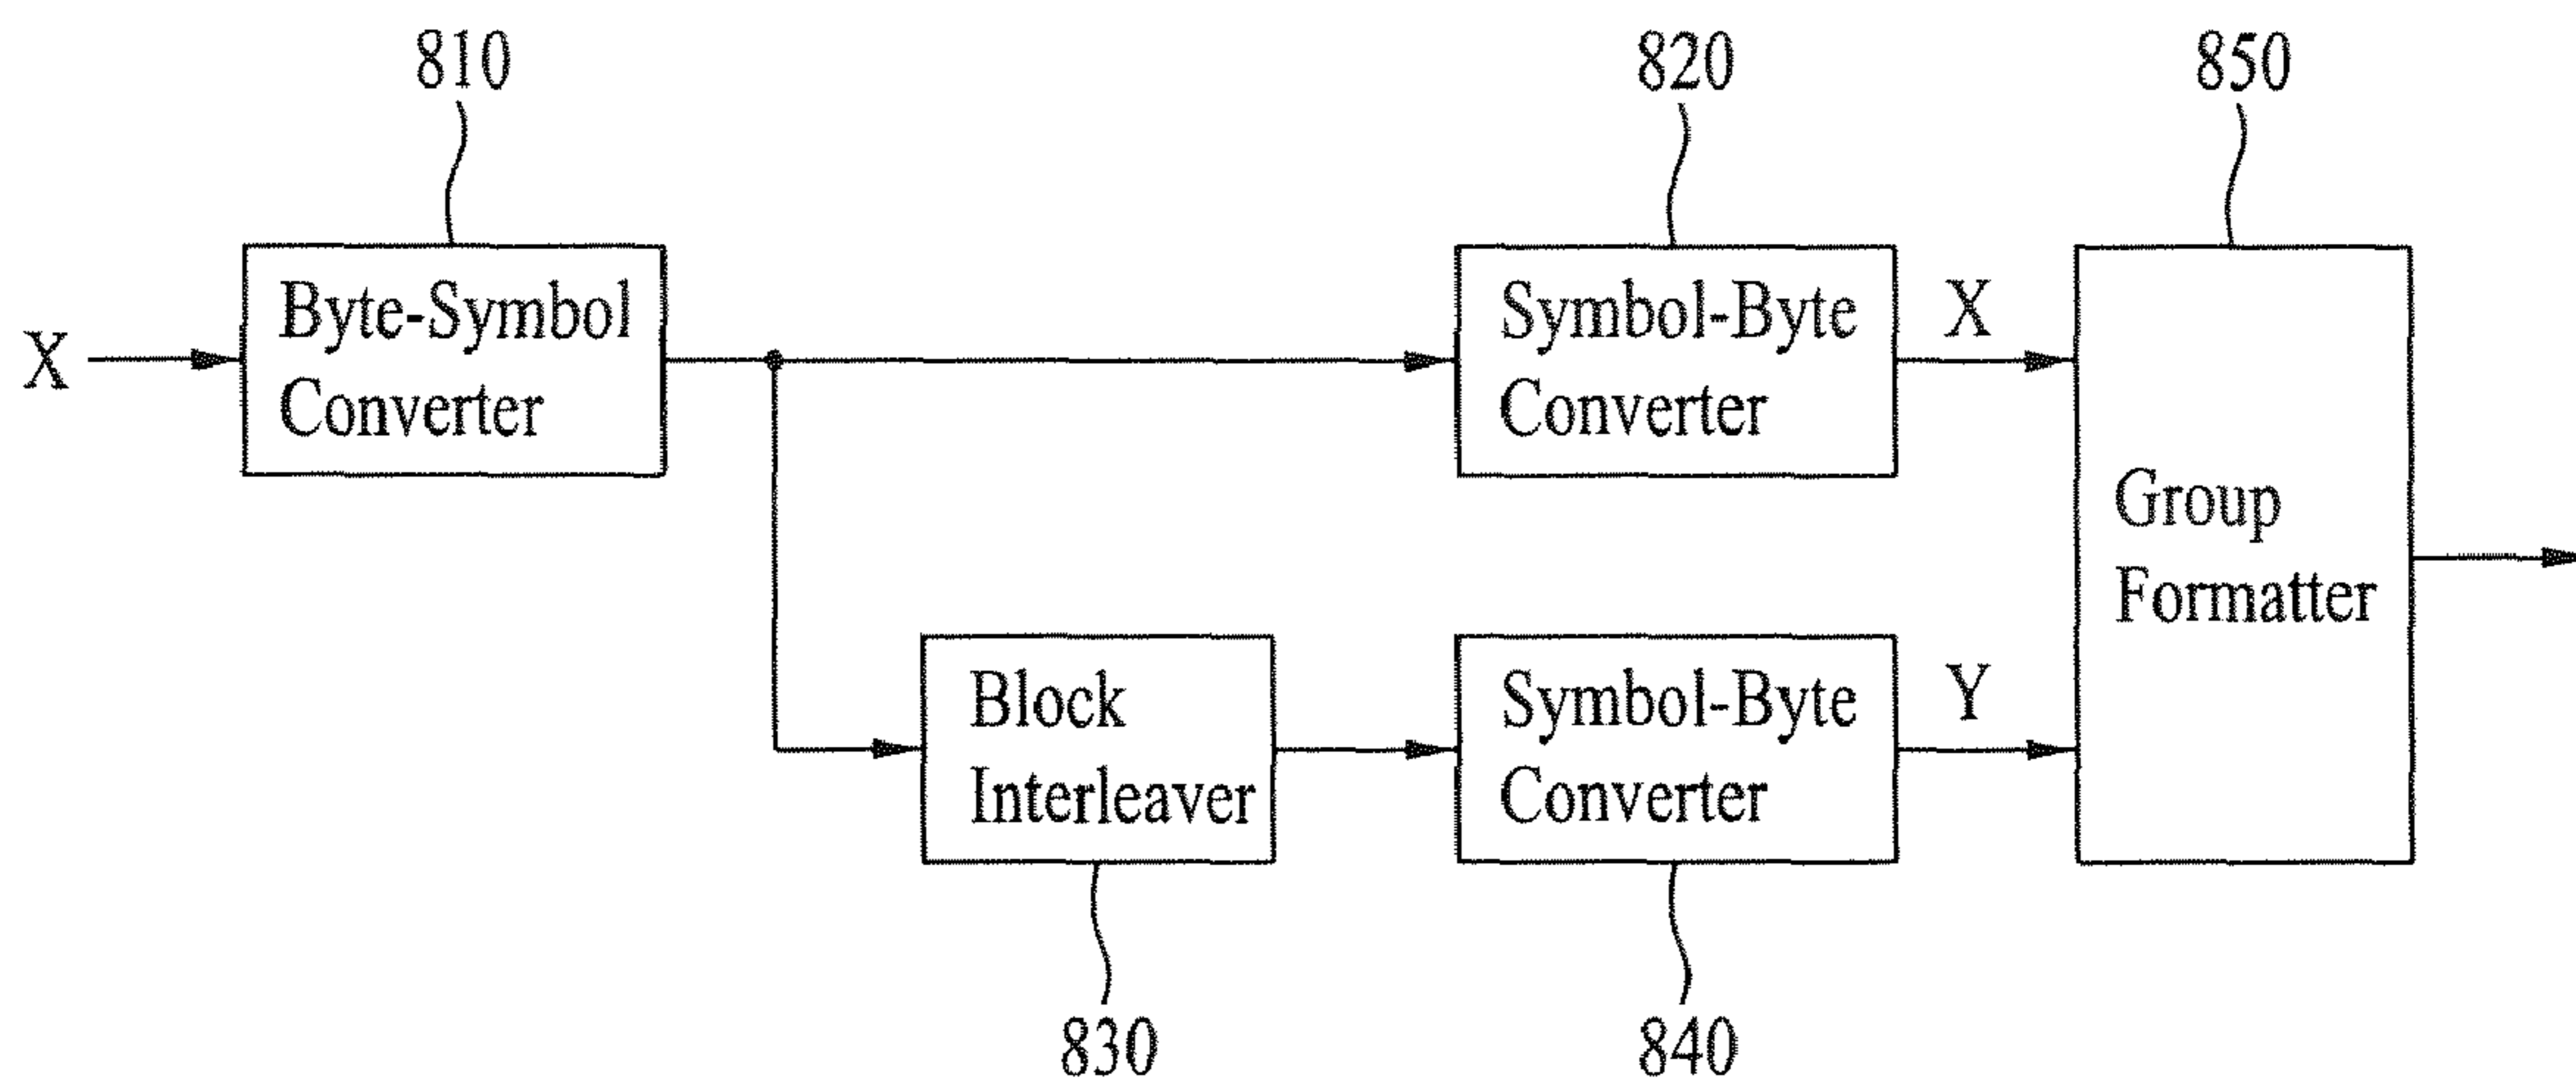 810
820
850
X
Byte-Symbol
Converter
Symbol-Byte
Converter
X
Group
Formatter
Block
Interleaver
Symbol-Byte
Converter
Y
830
840